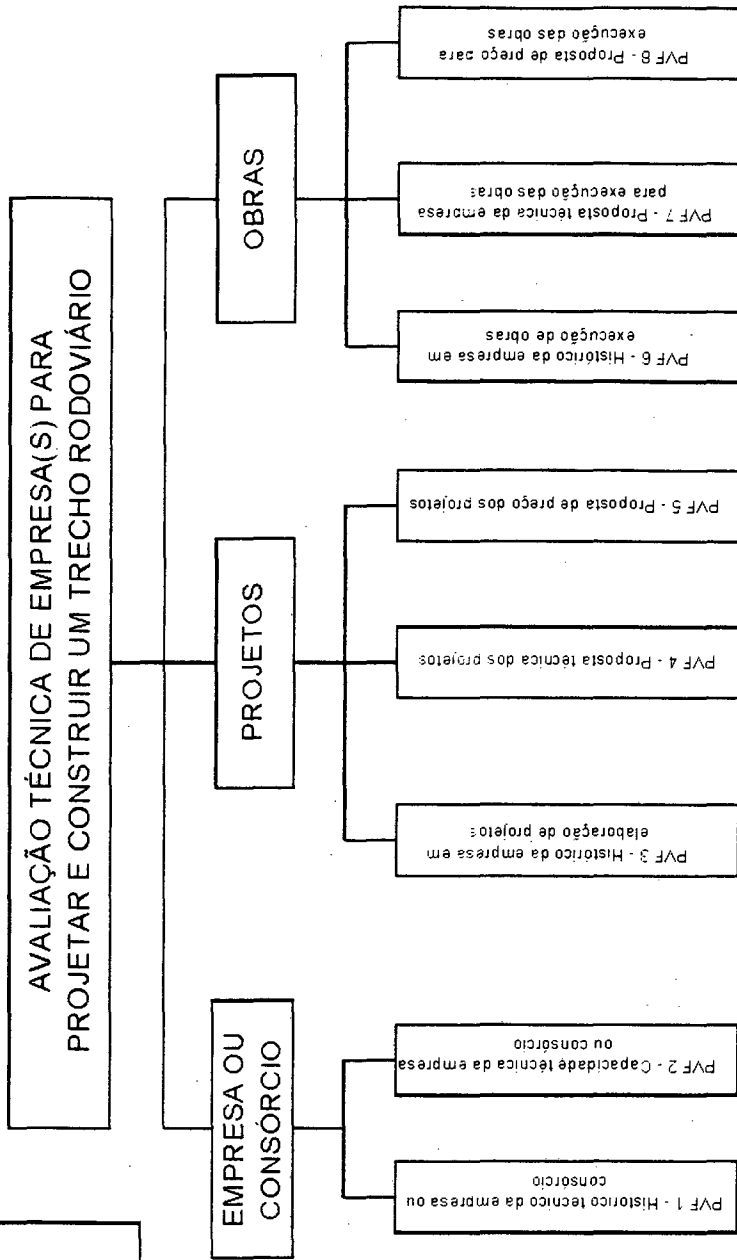 AVALIAÇÃO TÉCNICA DE EMPRESA(S) PARA
PROJETAR E CONSTRUIR UM TRECHO RODOVIÁRIO
EMPRESA OU
CONSÓRCIO
PROJETOS
OBRAS
PVF 1 - Histórico técnico da empresa ou
consórcio
PVF 2 - Capacidade técnica da empresa
ou consórcio
PVF 3 - Histórico da empresa em
elaboração de projetos
PVF 4 - Proposta técnica dos projetos
PVF 5 - Proposta de preço dos projetos
PVF 6 - Histórico da empresa em
execução de obras
PVF 7 - Proposta técnica da empresa
para execução das obras
PVF 8 - Proposta de preço para
execução das obras